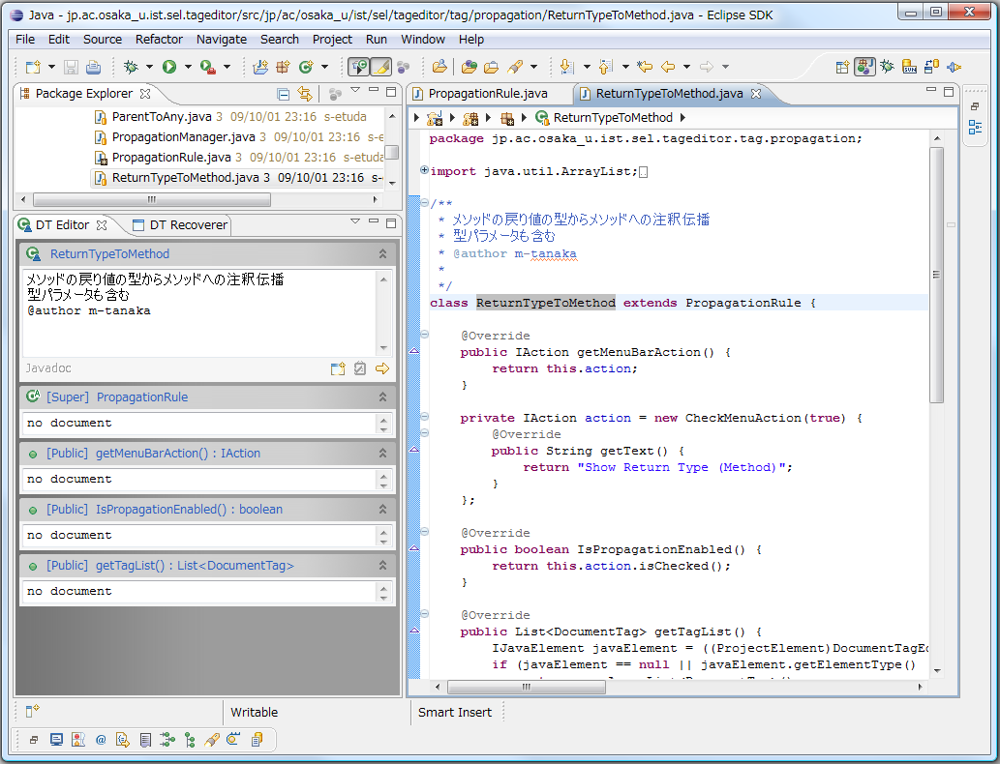 Java - jp.ac.osaka_u.ist.sel.tageditor/src/jp/ac/osaka_u/ist/sel/tageditor/tag/propagation/ReturnTypeToMethod.java - Eclipse SDK
File Edit Source Refactor Navigate Search Project Run Window Help
Package Explorer
ParentToAny.java 3 09/10/01 23:16 s-etuda
PropagationManager.java 3 09/10/01 23:16 s-e
PropagationRule.java 3 09/10/01 23:16 s-etuda
ReturnTypeToMethod.java 3 09/10/01 23:16 s-
DT Editor DT Recoverer
ReturnTypeToMethod
メソッドの戻り値の型からメソッドへの注釈伝播
型パラメータも含む
@author m-tanaka
Javadoc
[Super] PropagationRule
no document
[Public] getMenuBarAction() : IAction
no document
[Public] IsPropagationEnabled() : boolean
no document
[Public] getTagList() : List<DocumentTag>
no document
PropagationRule.java ReturnTypeToMethod.java
ReturnTypeToMethod
package jp.ac.osaka_u.ist.sel.tageditor.tag.propagation;
import java.util.ArrayList;
/**
* メソッドの戻り値の型からメソッドへの注釈伝播
* 型パラメータも含む
* @author m-tanaka
*
*/
class ReturnTypeToMethod extends PropagationRule {
@Override
public IAction getMenuBarAction() {
return this.action;
}
private IAction action = new CheckMenuAction(true) {
@Override
public String getText() {
return "Show Return Type (Method)";
}
};
@Override
public boolean IsPropagationEnabled() {
return this.action.isChecked();
}
@Override
public List<DocumentTag> getTagList() {
IJavaElement javaElement = ((ProjectElement)DocumentTagEd
if (javaElement == null || javaElement.getElementType()
Writable Smart Insert